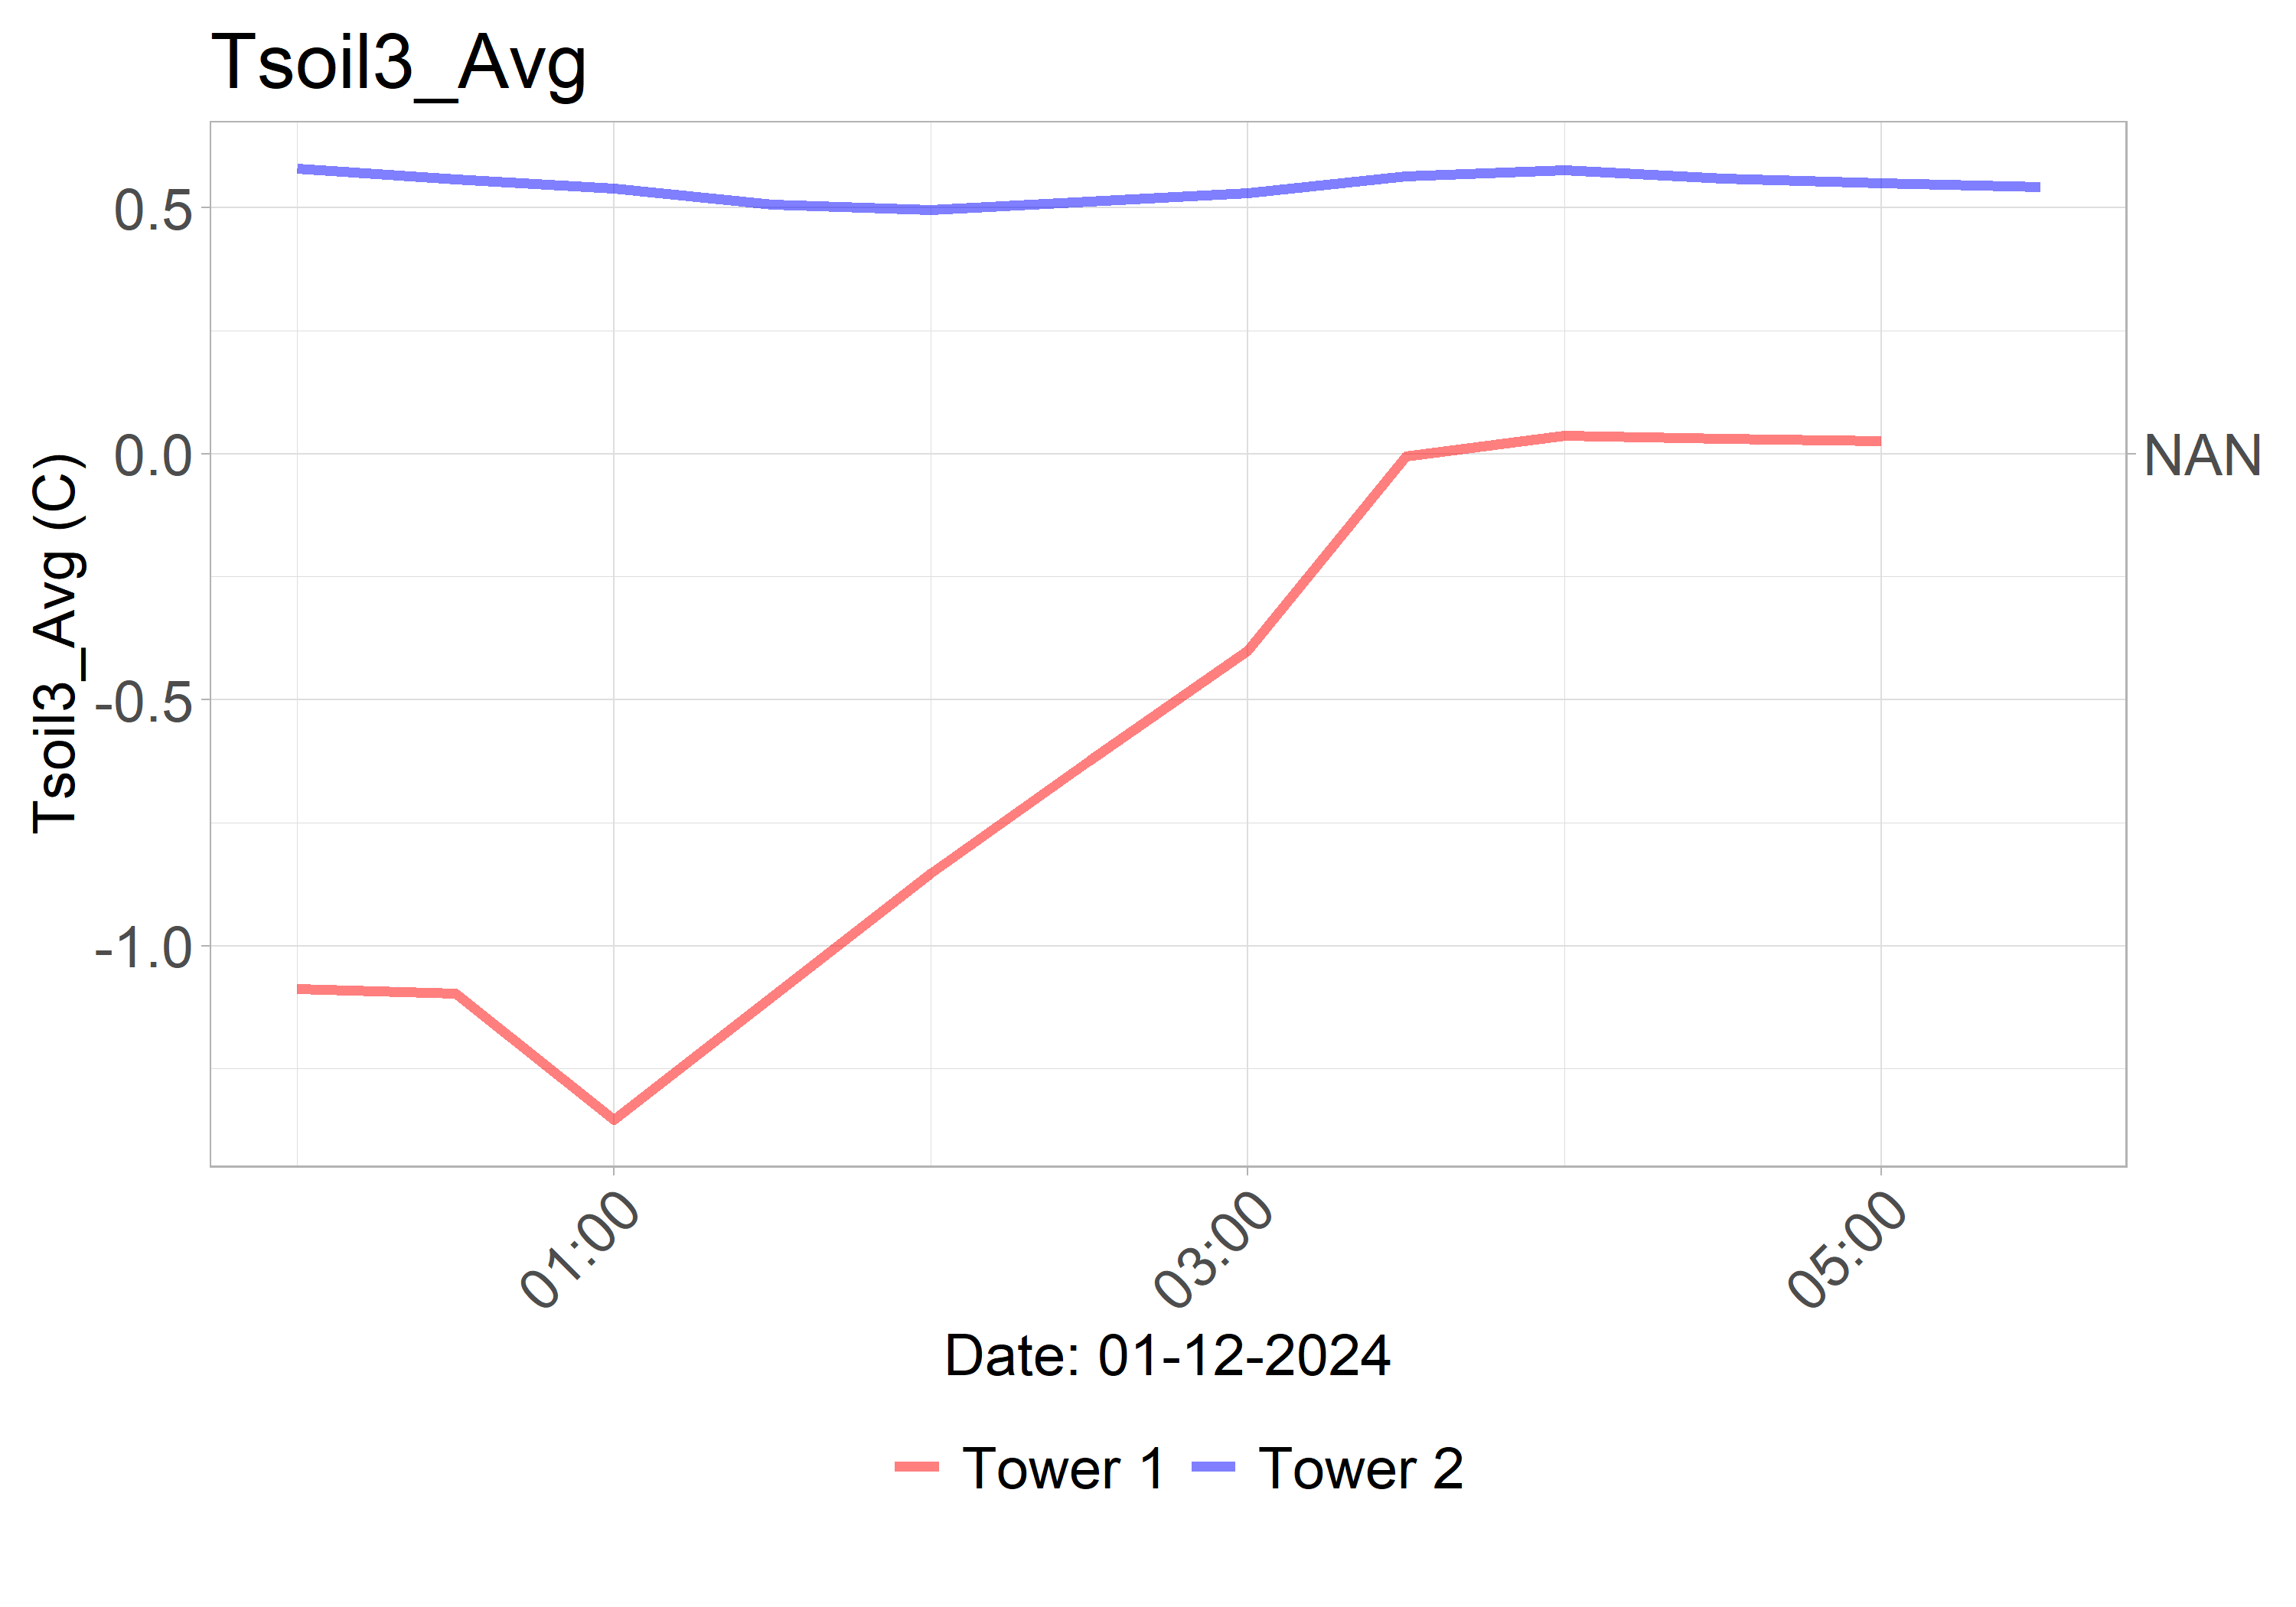 Tsoil3_Avg
Tsoil3_Avg (C)
0.5
0.0
-0.5
-1.0
NAN
01:00
03:00
05:00
Date: 01-12-2024
Tower 1
Tower 2